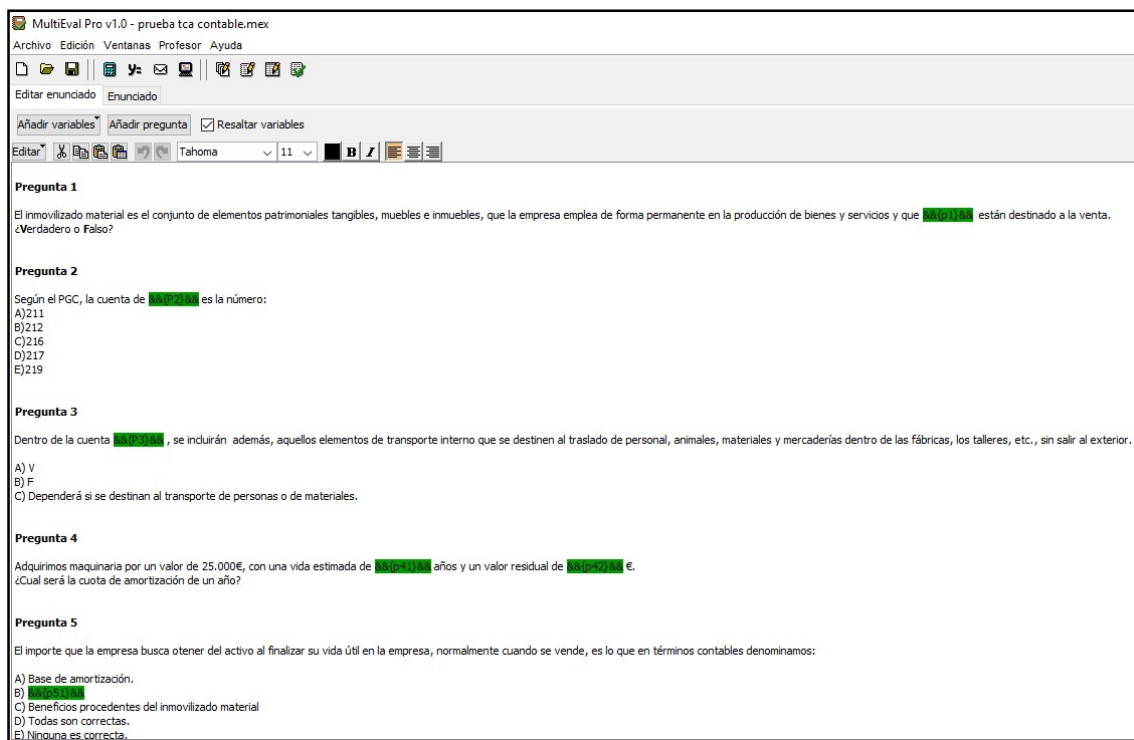 MultiEval Pro v1.0 - prueba tca contable.mex
Archivo Edición Ventanas Profesor Ayuda
y=
Editar enunciado Enunciado
Añadir variables Añadir pregunta Resaltar variables
Editar Tahoma 11 B I
Pregunta 1
El inmovilizado material es el conjunto de elementos patrimoniales tangibles, muebles e inmuebles, que la empresa emplea de forma permanente en la producción de bienes y servicios y que &&{p1}&& están destinado a la venta.
¿Verdadero o Falso?
Pregunta 2
Según el PGC, la cuenta de &&{P2}&& es la número:
A)211
B)212
C)216
D)217
E)219
Pregunta 3
Dentro de la cuenta &&{P3}&& , se incluirán además, aquellos elementos de transporte interno que se destinen al traslado de personal, animales, materiales y mercaderías dentro de las fábricas, los talleres, etc., sin salir al exterior.
A) V
B) F
C) Dependerá si se destinan al transporte de personas o de materiales.
Pregunta 4
Adquirimos maquinaria por un valor de 25.000€, con una vida estimada de &&{p41}&& años y un valor residual de &&{p42}&& €.
¿Cual será la cuota de amortización de un año?
Pregunta 5
El importe que la empresa busca otener del activo al finalizar su vida útil en la empresa, normalmente cuando se vende, es lo que en términos contables denominamos:
A) Base de amortización.
B) &&{p51}&&
C) Beneficios procedentes del inmovilizado material
D) Todas son correctas.
E) Ninguna es correcta.